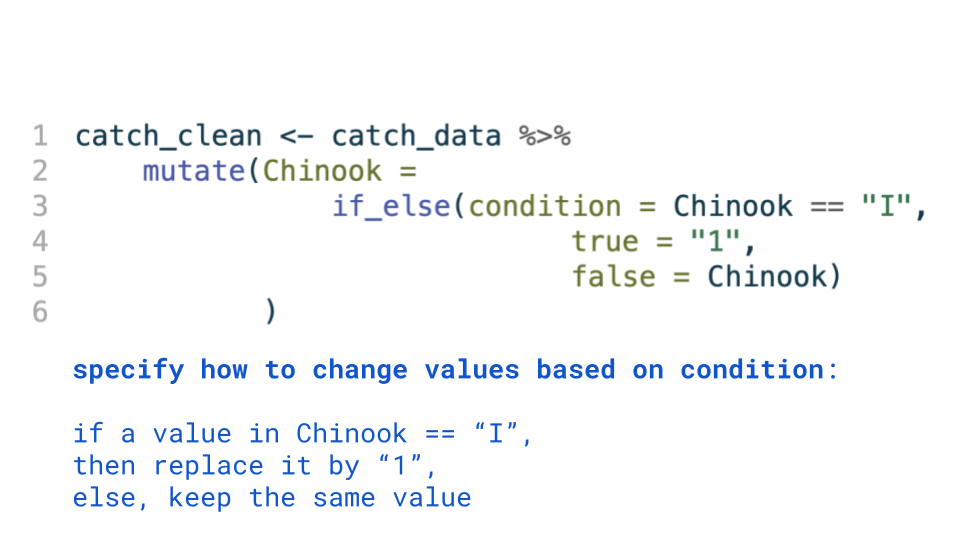 1 catch_clean <- catch_data %>%
2 mutate(Chinook =
3 if_else(condition = Chinook == "I",
4 true = "1",
5 false = Chinook)
6 )
specify how to change values based on condition:
if a value in Chinook == “I”,
then replace it by “1”,
else, keep the same value